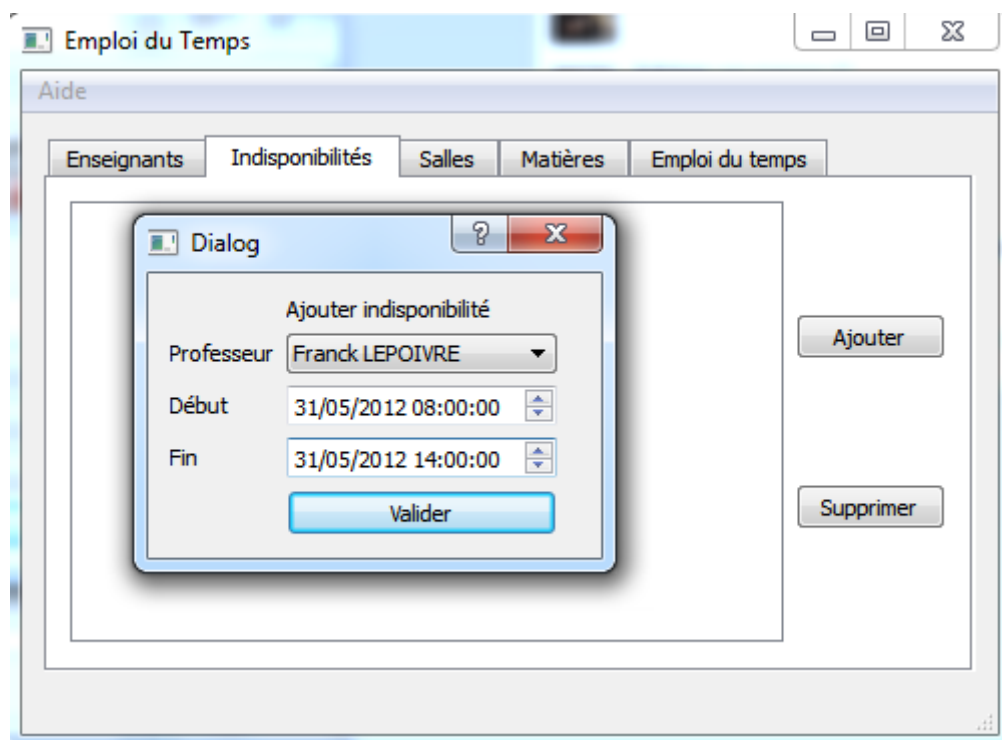 Emploi du Temps
Aide
Enseignants Indisponibilités Salles Matières Emploi du temps
Dialog
Ajouter indisponibilité
Professeur Franck LEPOIVRE
Début 31/05/2012 08:00:00
Fin 31/05/2012 14:00:00
Valider
Ajouter
Supprimer